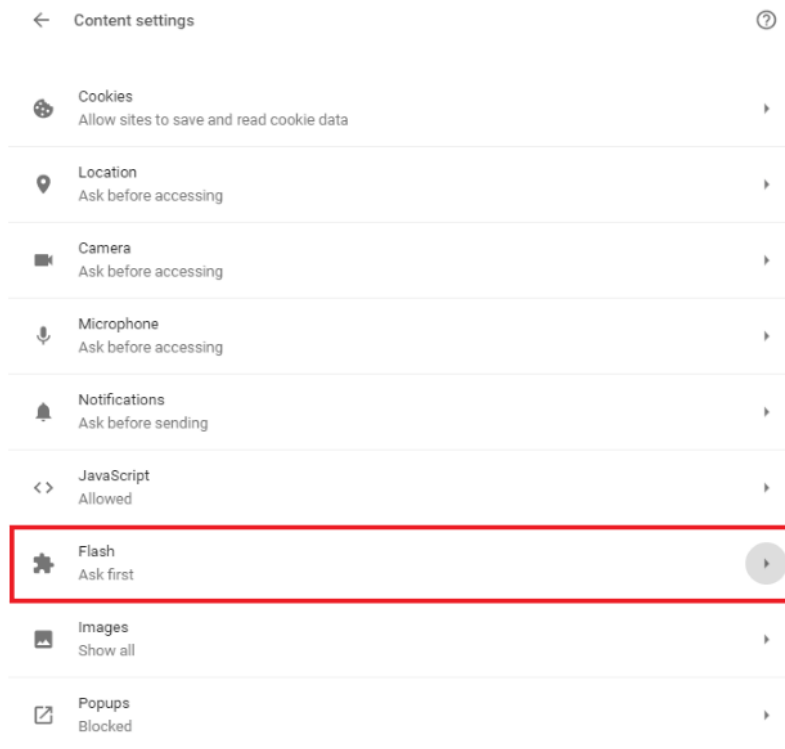 Content settings
Cookies
Allow sites to save and read cookie data
Location
Ask before accessing
Camera
Ask before accessing
Microphone
Ask before accessing
Notifications
Ask before sending
JavaScript
Allowed
Flash
Ask first
Images
Show all
Popups
Blocked